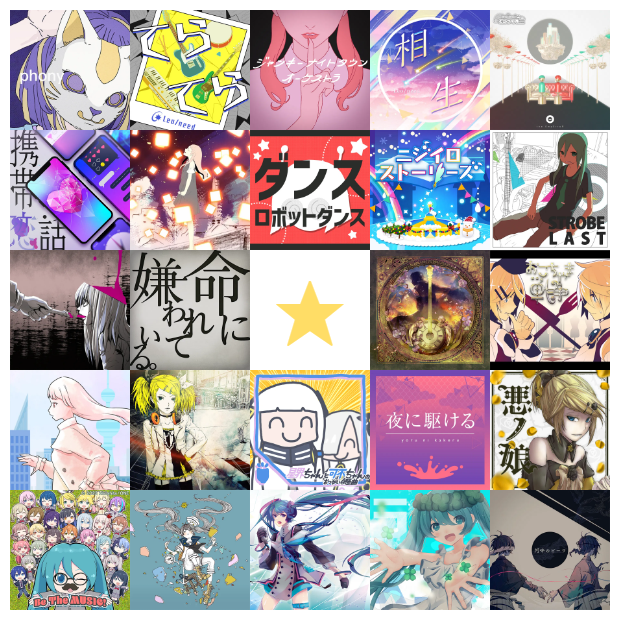 phony
てらてら
Leo/need
ジャンキーナイトタウン
オーケストラ
相生
携帯恋話
ダンス
ロボットダンス
ニジイロ
ストーリーズ
STROBE
LAST
命に
嫌われて
いる。
夜に駆ける
yoru ni kakeru
悪ノ娘
Be The MUSIC!